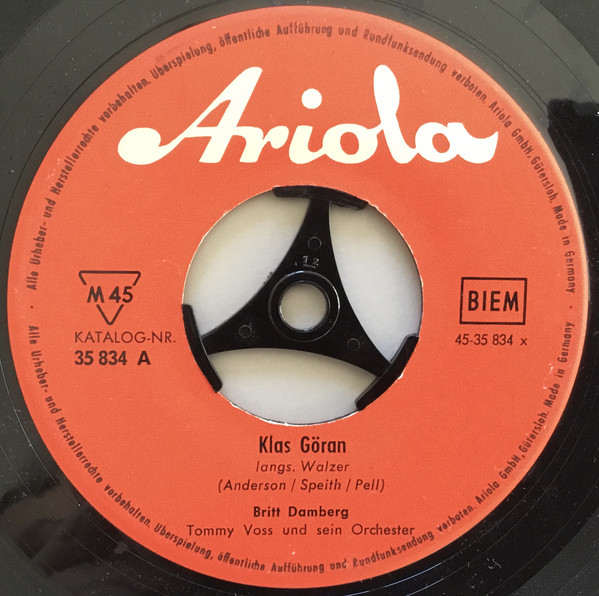 Alle Urheber- und Herstellerrechte vorbehalten. Überspielung, öffentliche Aufführung und Rundfunksendung verboten. Ariola GmbH, Gütersloh. Made in Germany
Ariola
M 45
KATALOG-NR.
35 834 A
BIEM
45-35 834 x
Klas Göran
langs. Walzer
(Anderson / Speith / Pell)
Britt Damberg
Tommy Voss und sein Orchester
Alle Urheber- und Herstellerrechte vorbehalten. Überspielung, öffentliche Aufführung und Rundfunksendung verboten. Ariola GmbH, Gütersloh. Made in Germany